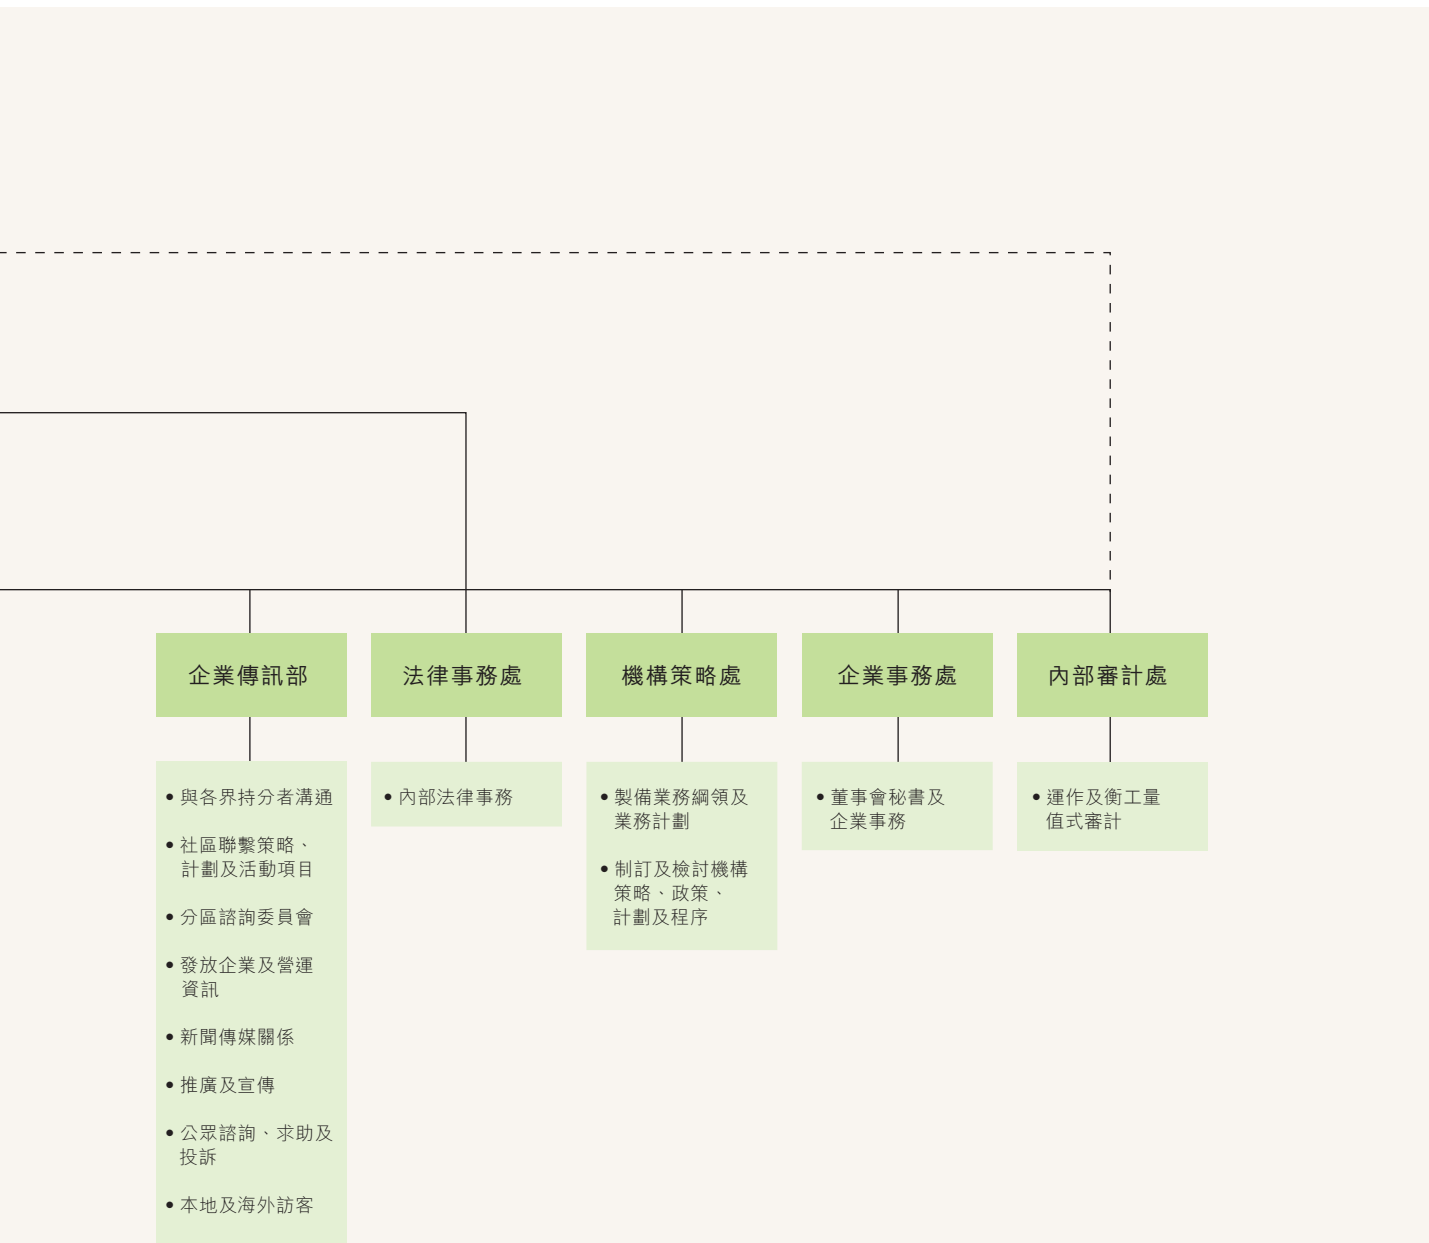 企業傳訊部
• 與各界持分者溝通
• 社區聯繫策略、
計劃及活動項目
• 分區諮詢委員會
• 發放企業及營運
資訊
• 新聞傳媒關係
• 推廣及宣傳
• 公眾諮詢、求助及
投訴
• 本地及海外訪客
法律事務處
• 內部法律事務
機構策略處
• 製備業務綱領及
業務計劃
• 制訂及檢討機構
策略、政策、
計劃及程序
企業事務處
• 董事會秘書及
企業事務
內部審計處
• 運作及衡工量
值式審計